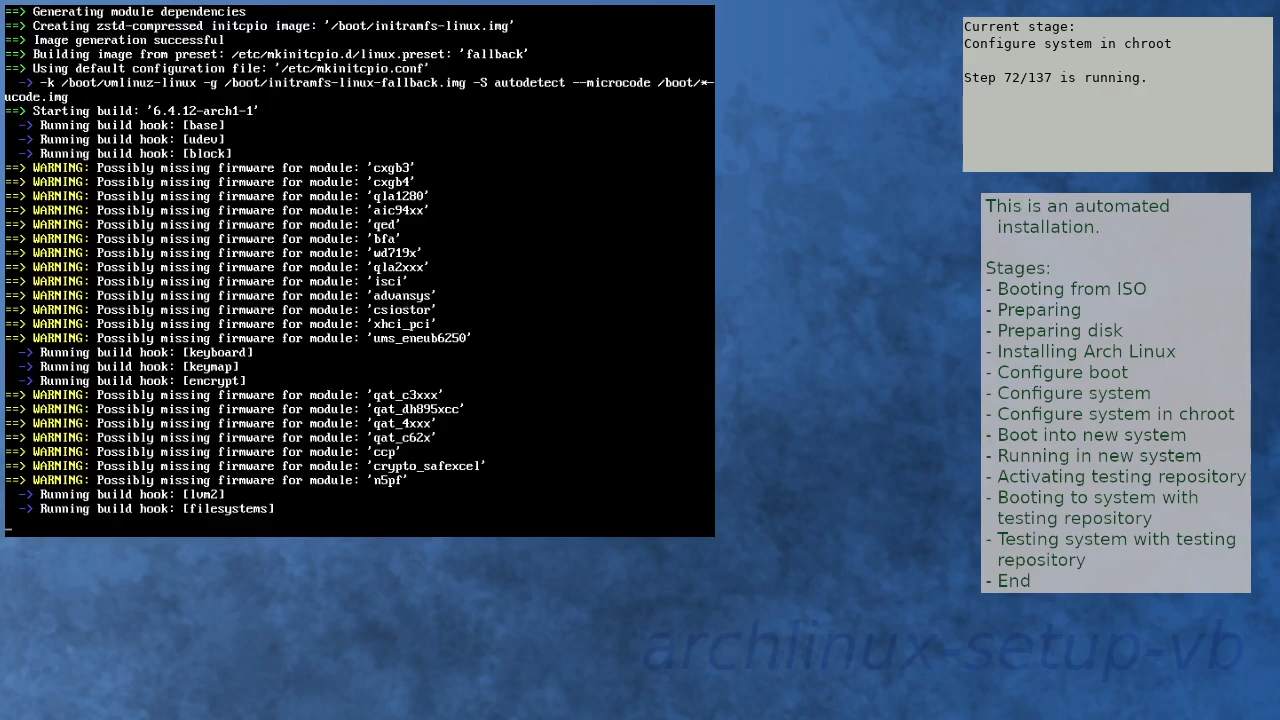 ==> Generating module dependencies
==> Creating zstd-compressed initcpio image: '/boot/initramfs-linux.img'
==> Image generation successful
==> Building image from preset: /etc/mkinitcpio.d/linux.preset: 'fallback'
==> Using default configuration file: '/etc/mkinitcpio.conf'
  -> -k /boot/vmlinuz-linux -g /boot/initramfs-linux-fallback.img -S autodetect --microcode /boot/*-
ucode.img
==> Starting build: '6.4.12-arch1-1'
  -> Running build hook: [base]
  -> Running build hook: [udev]
  -> Running build hook: [block]
==> WARNING: Possibly missing firmware for module: 'cxgb3'
==> WARNING: Possibly missing firmware for module: 'cxgb4'
==> WARNING: Possibly missing firmware for module: 'qla1280'
==> WARNING: Possibly missing firmware for module: 'aic94xx'
==> WARNING: Possibly missing firmware for module: 'qed'
==> WARNING: Possibly missing firmware for module: 'bfa'
==> WARNING: Possibly missing firmware for module: 'wd719x'
==> WARNING: Possibly missing firmware for module: 'qla2xxx'
==> WARNING: Possibly missing firmware for module: 'isci'
==> WARNING: Possibly missing firmware for module: 'advansys'
==> WARNING: Possibly missing firmware for module: 'csiostor'
==> WARNING: Possibly missing firmware for module: 'xhci_pci'
==> WARNING: Possibly missing firmware for module: 'ums_eneub6250'
  -> Running build hook: [keyboard]
  -> Running build hook: [keymap]
  -> Running build hook: [encrypt]
==> WARNING: Possibly missing firmware for module: 'qat_c3xxx'
==> WARNING: Possibly missing firmware for module: 'qat_dh895xcc'
==> WARNING: Possibly missing firmware for module: 'qat_4xxx'
==> WARNING: Possibly missing firmware for module: 'qat_c62x'
==> WARNING: Possibly missing firmware for module: 'ccp'
==> WARNING: Possibly missing firmware for module: 'crypto_safexcel'
==> WARNING: Possibly missing firmware for module: 'n5pf'
  -> Running build hook: [lvm2]
  -> Running build hook: [filesystems]
Current stage:
Configure system in chroot
Step 72/137 is running.
This is an automated
installation.
Stages:
- Booting from ISO
- Preparing
- Preparing disk
- Installing Arch Linux
- Configure boot
- Configure system
- Configure system in chroot
- Boot into new system
- Running in new system
- Activating testing repository
- Booting to system with
testing repository
- Testing system with testing
repository
- End
archlinux-setup-vb